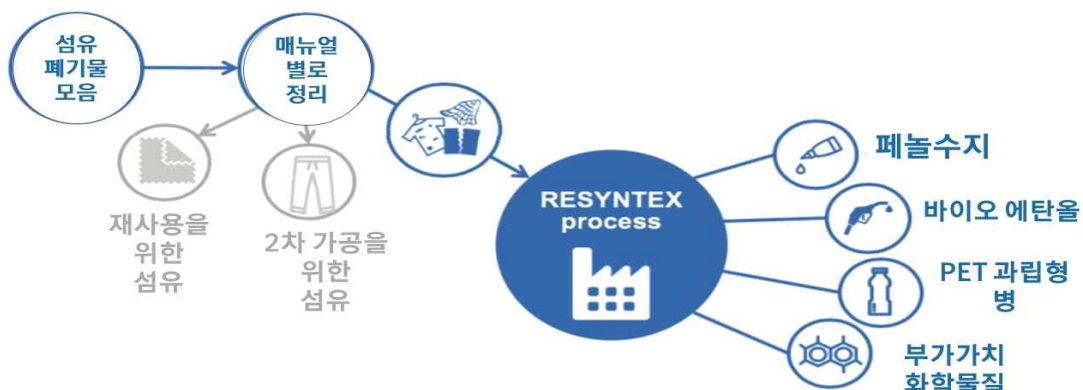 섬유
폐기물
모음
매뉴얼
별로
정리
재사용을
위한
섬유
2차 가공을
위한
섬유
RESYNTEX
process
페놀수지
바이오 에탄올
PET 과립형
병
부가가치
화학물질